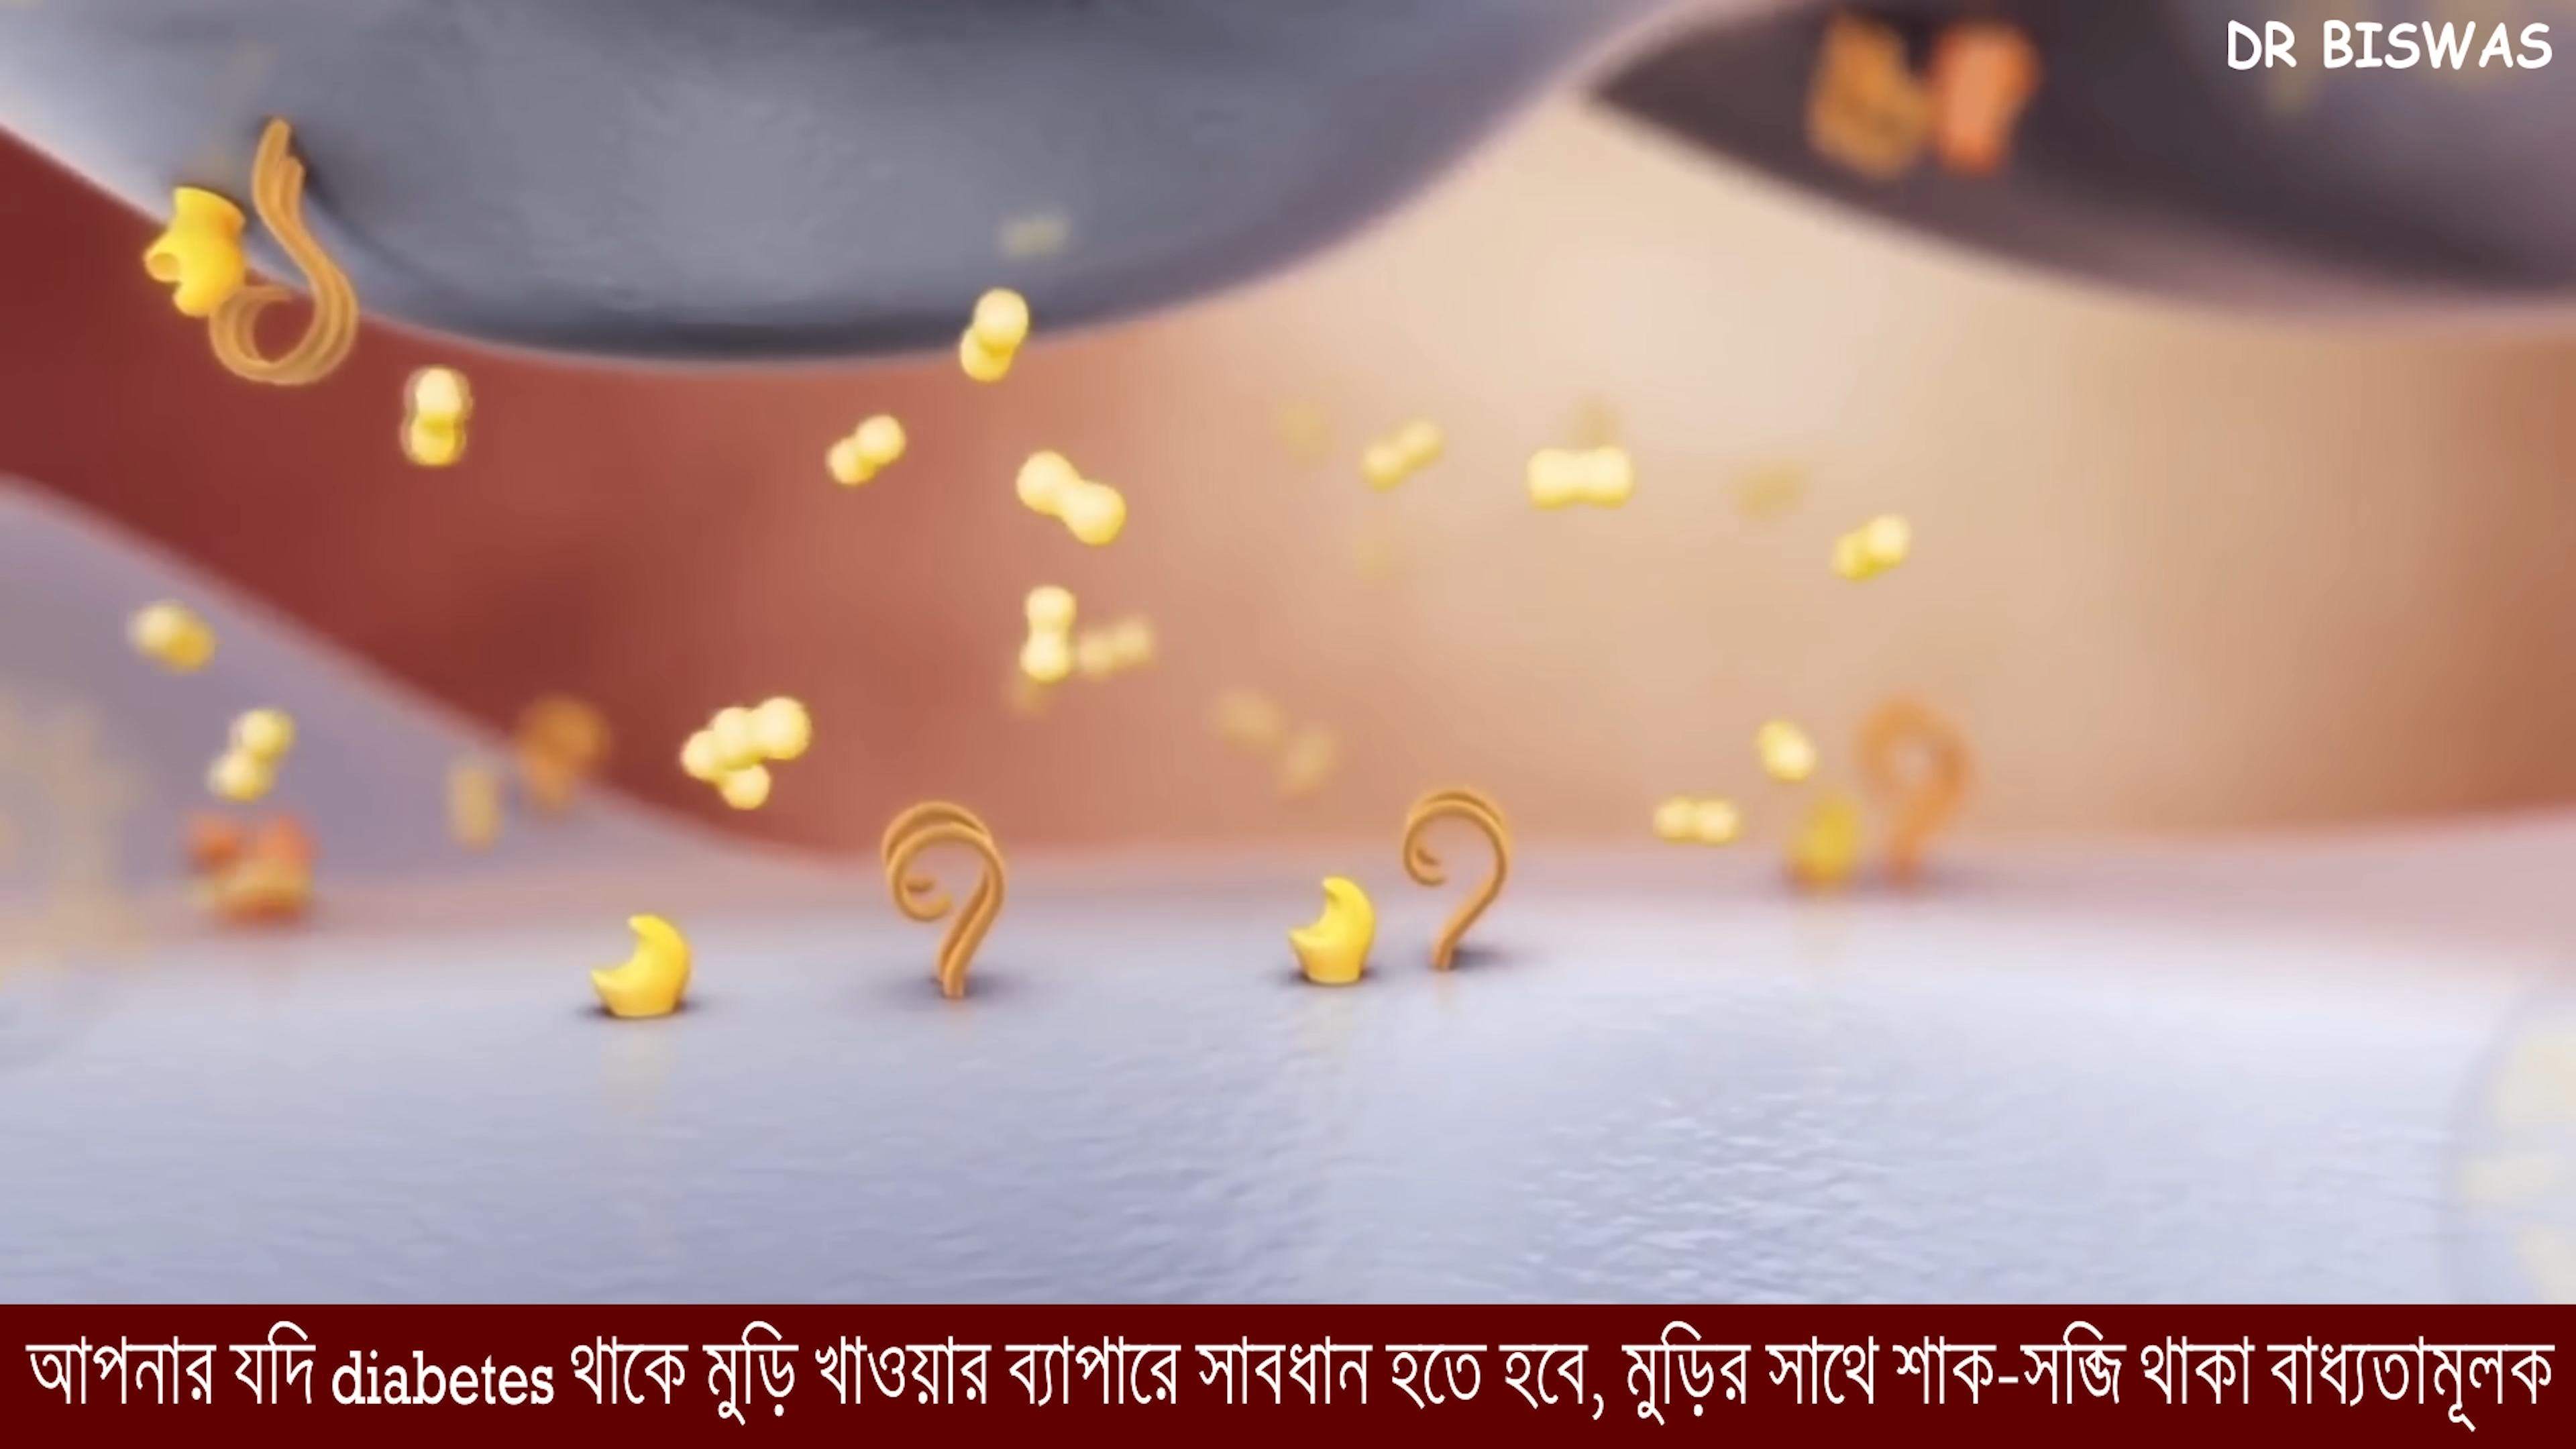 DR BISWAS
আপনার যদি diabetes থাকে মুড়ি খাওয়ার ব্যাপারে সাবধান হতে হবে, মুড়ির সাথে শাক-সব্জি থাকা বাধ্যতামূলক